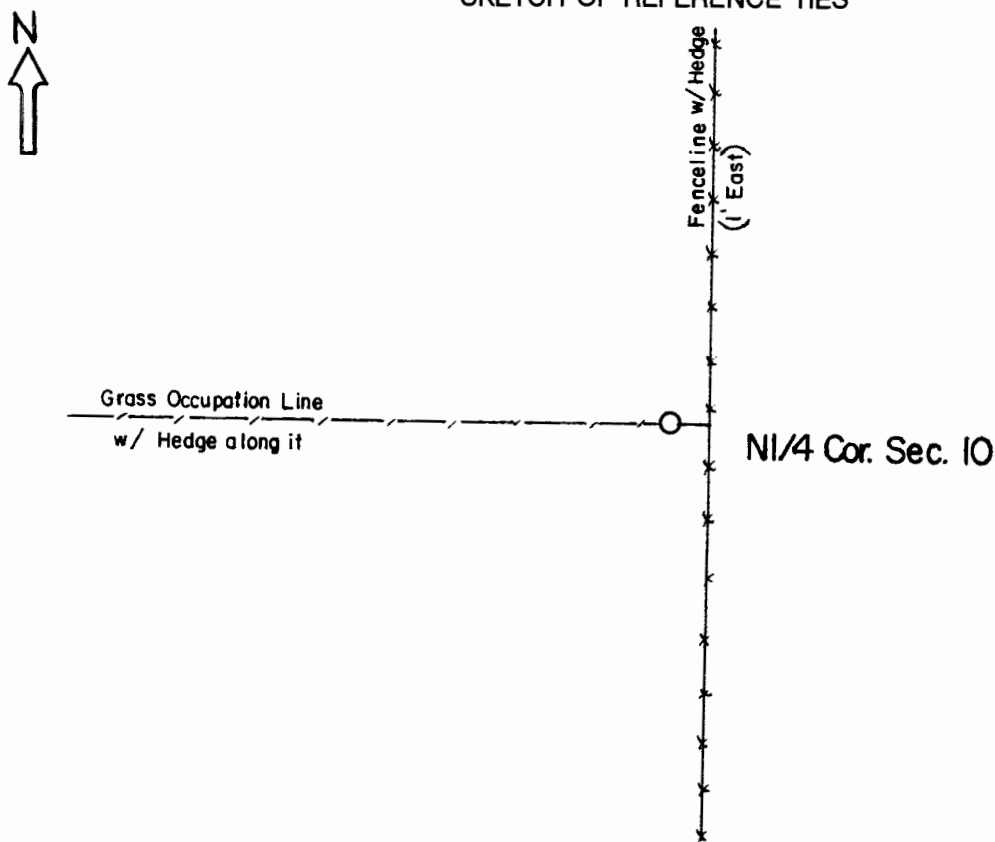 SKETCH OF REFERENCE TIES
N
Fenceline w/ Hedge
(1' East)
Grass Occupation Line
w/ Hedge along it
N1/4 Cor. Sec. 10